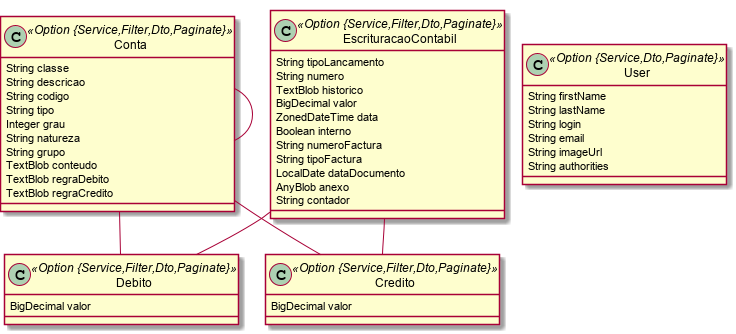 C «Option {Service,Filter,Dto,Paginate}»
Conta
String classe
String descricao
String codigo
String tipo
Integer grau
String natureza
String grupo
TextBlob conteudo
TextBlob regraDebito
TextBlob regraCredito
C «Option {Service,Filter,Dto,Paginate}»
EscrituracaoContabil
String tipoLancamento
String numero
TextBlob historico
BigDecimal valor
ZonedDateTime data
Boolean interno
String numeroFactura
String tipoFactura
LocalDate dataDocumento
AnyBlob anexo
String contador
C «Option {Service,Dto,Paginate}»
User
String firstName
String lastName
String login
String email
String imageUrl
String authorities
C «Option {Service,Filter,Dto,Paginate}»
Debito
BigDecimal valor
C «Option {Service,Filter,Dto,Paginate}»
Credito
BigDecimal valor